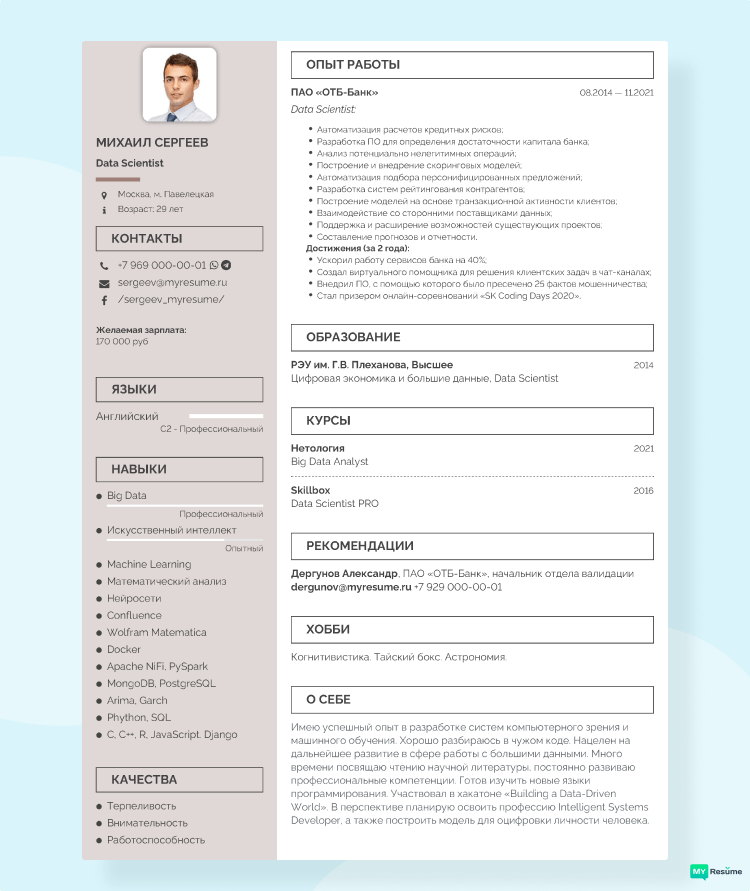 МИХАИЛ СЕРГЕЕВ
Data Scientist
Москва, м. Павелецкая
Возраст: 29 лет
КОНТАКТЫ
+7 969 000-00-01
sergeev@myresume.ru
/sergeev_myresume/
Желаемая зарплата:
170 000 руб
ЯЗЫКИ
Английский
C2 - Профессиональный
НАВЫКИ
Big Data
Профессиональный
Искусственный интеллект
Опытный
Machine Learning
Математический анализ
Нейросети
Confluence
Wolfram Matematica
Docker
Apache NiFi, PySpark
MongoDB, PostgreSQL
Arima, Garch
Phython, SQL
C, C++, R, JavaScript. Django
КАЧЕСТВА
Терпеливость
Внимательность
Работоспособность
ОПЫТ РАБОТЫ
ПАО «ОТБ-Банк» 08.2014 — 11.2021
Data Scientist:
Автоматизация расчетов кредитных рисков;
Разработка ПО для определения достаточности капитала банка;
Анализ потенциально нелегитимных операций;
Построение и внедрение скоринговых моделей;
Автоматизация подбора персонифицированных предложений;
Разработка систем рейтингования контрагентов;
Построение моделей на основе транзакционной активности клиентов;
Взаимодействие со сторонними поставщиками данных;
Поддержка и расширение возможностей существующих проектов,
Составление прогнозов и отчетности.
Достижения (за 2 года):
Ускорил работу сервисов банка на 40%;
Создал виртуального помощника для решения клиентских задач в чат-каналах;
Внедрил ПО, с помощью которого было пресечено 25 фактов мошенничества;
Стал призером онлайн-соревнований «SK Coding Days 2020».
ОБРАЗОВАНИЕ
РЭУ им. Г.В. Плеханова, Высшее 2014
Цифровая экономика и большие данные, Data Scientist
КУРСЫ
Нетология 2021
Big Data Analyst
Skillbox 2016
Data Scientist PRO
РЕКОМЕНДАЦИИ
Дергунов Александр, ПАО «ОТБ-Банк», начальник отдела валидации
dergunov@myresume.ru +7 929 000-00-01
ХОББИ
Когнитивистика. Тайский бокс. Астрономия.
О СЕБЕ
Имею успешный опыт в разработке систем компьютерного зрения и
машинного обучения. Хорошо разбираюсь в чужом коде. Нацелен на
дальнейшее развитие в сфере работы с большими данными. Много
времени посвящаю чтению научной литературы, постоянно развиваю
профессиональные компетенции. Готов изучить новые языки
программирования. Участвовал в хакатоне «Building a Data-Driven
World». В перспективе планирую освоить профессию Intelligent Systems
Developer, а также построить модель для оцифровки личности человека.
MY Resume